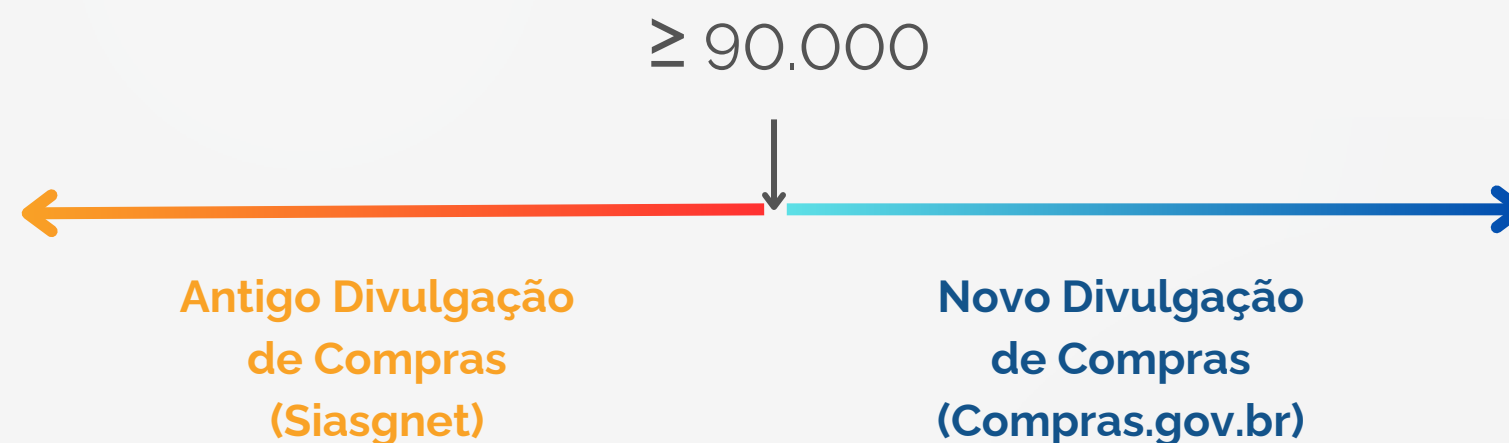 ≥ 90.000
Antigo Divulgação
de Compras
(Siasgnet)
Novo Divulgação
de Compras
(Compras.gov.br)